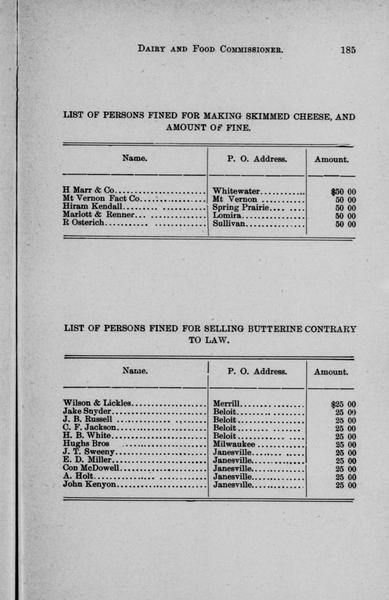 DAIRY AND FOOD COMMISSIONER. 185
LIST OF PERSONS FINED FOR MAKING SKIMMED CHEESE, AND
AMOUNT OF FINE.
Name. P. O. Address. Amount.
H Marr & Co. Whitewater $50 00
Mt Vernon Fact Co. Mt Vernon 50 00
Hiram Kendall Spring Prairie 50 00
Marlott & Renner Lomira 50 00
R Osterich Sullivan 50 00
LIST OF PERSONS FINED FOR SELLING BUTTERINE CONTRARY
TO LAW.
Name. P. O. Address. Amount.
Wilson & Lickles Merrill $25 00
Jake Snyder Beloit 25 00
J. B. Russell Beloit 25 00
C. F. Jackson Beloit 25 00
H. B. White Beloit 25 00
Hughs Bros Milwaukee 25 00
J. T. Sweeny Janesville 25 00
E. D. Miller Janesville 25 00
Con McDowell Janesville 25 00
A. Holt Janesville 25 00
John Kenyon Janesville 25 00